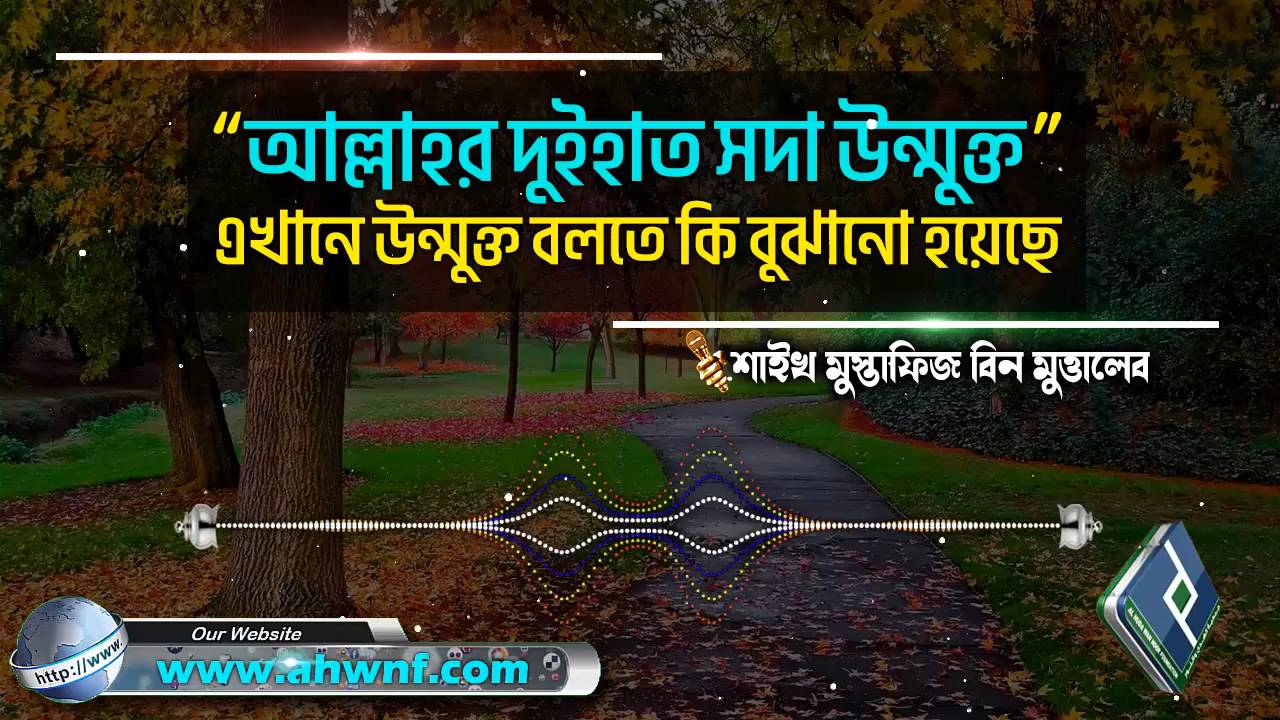 “আল্লাহর দুইহাত সদা উন্মুক্ত”
এখানে উন্মুক্ত বলতে কি বুঝানো হয়েছে
শাইখ মুস্তাফিজ বিন মুত্তালেব
Our Website
http://www.
www.ahwnf.com